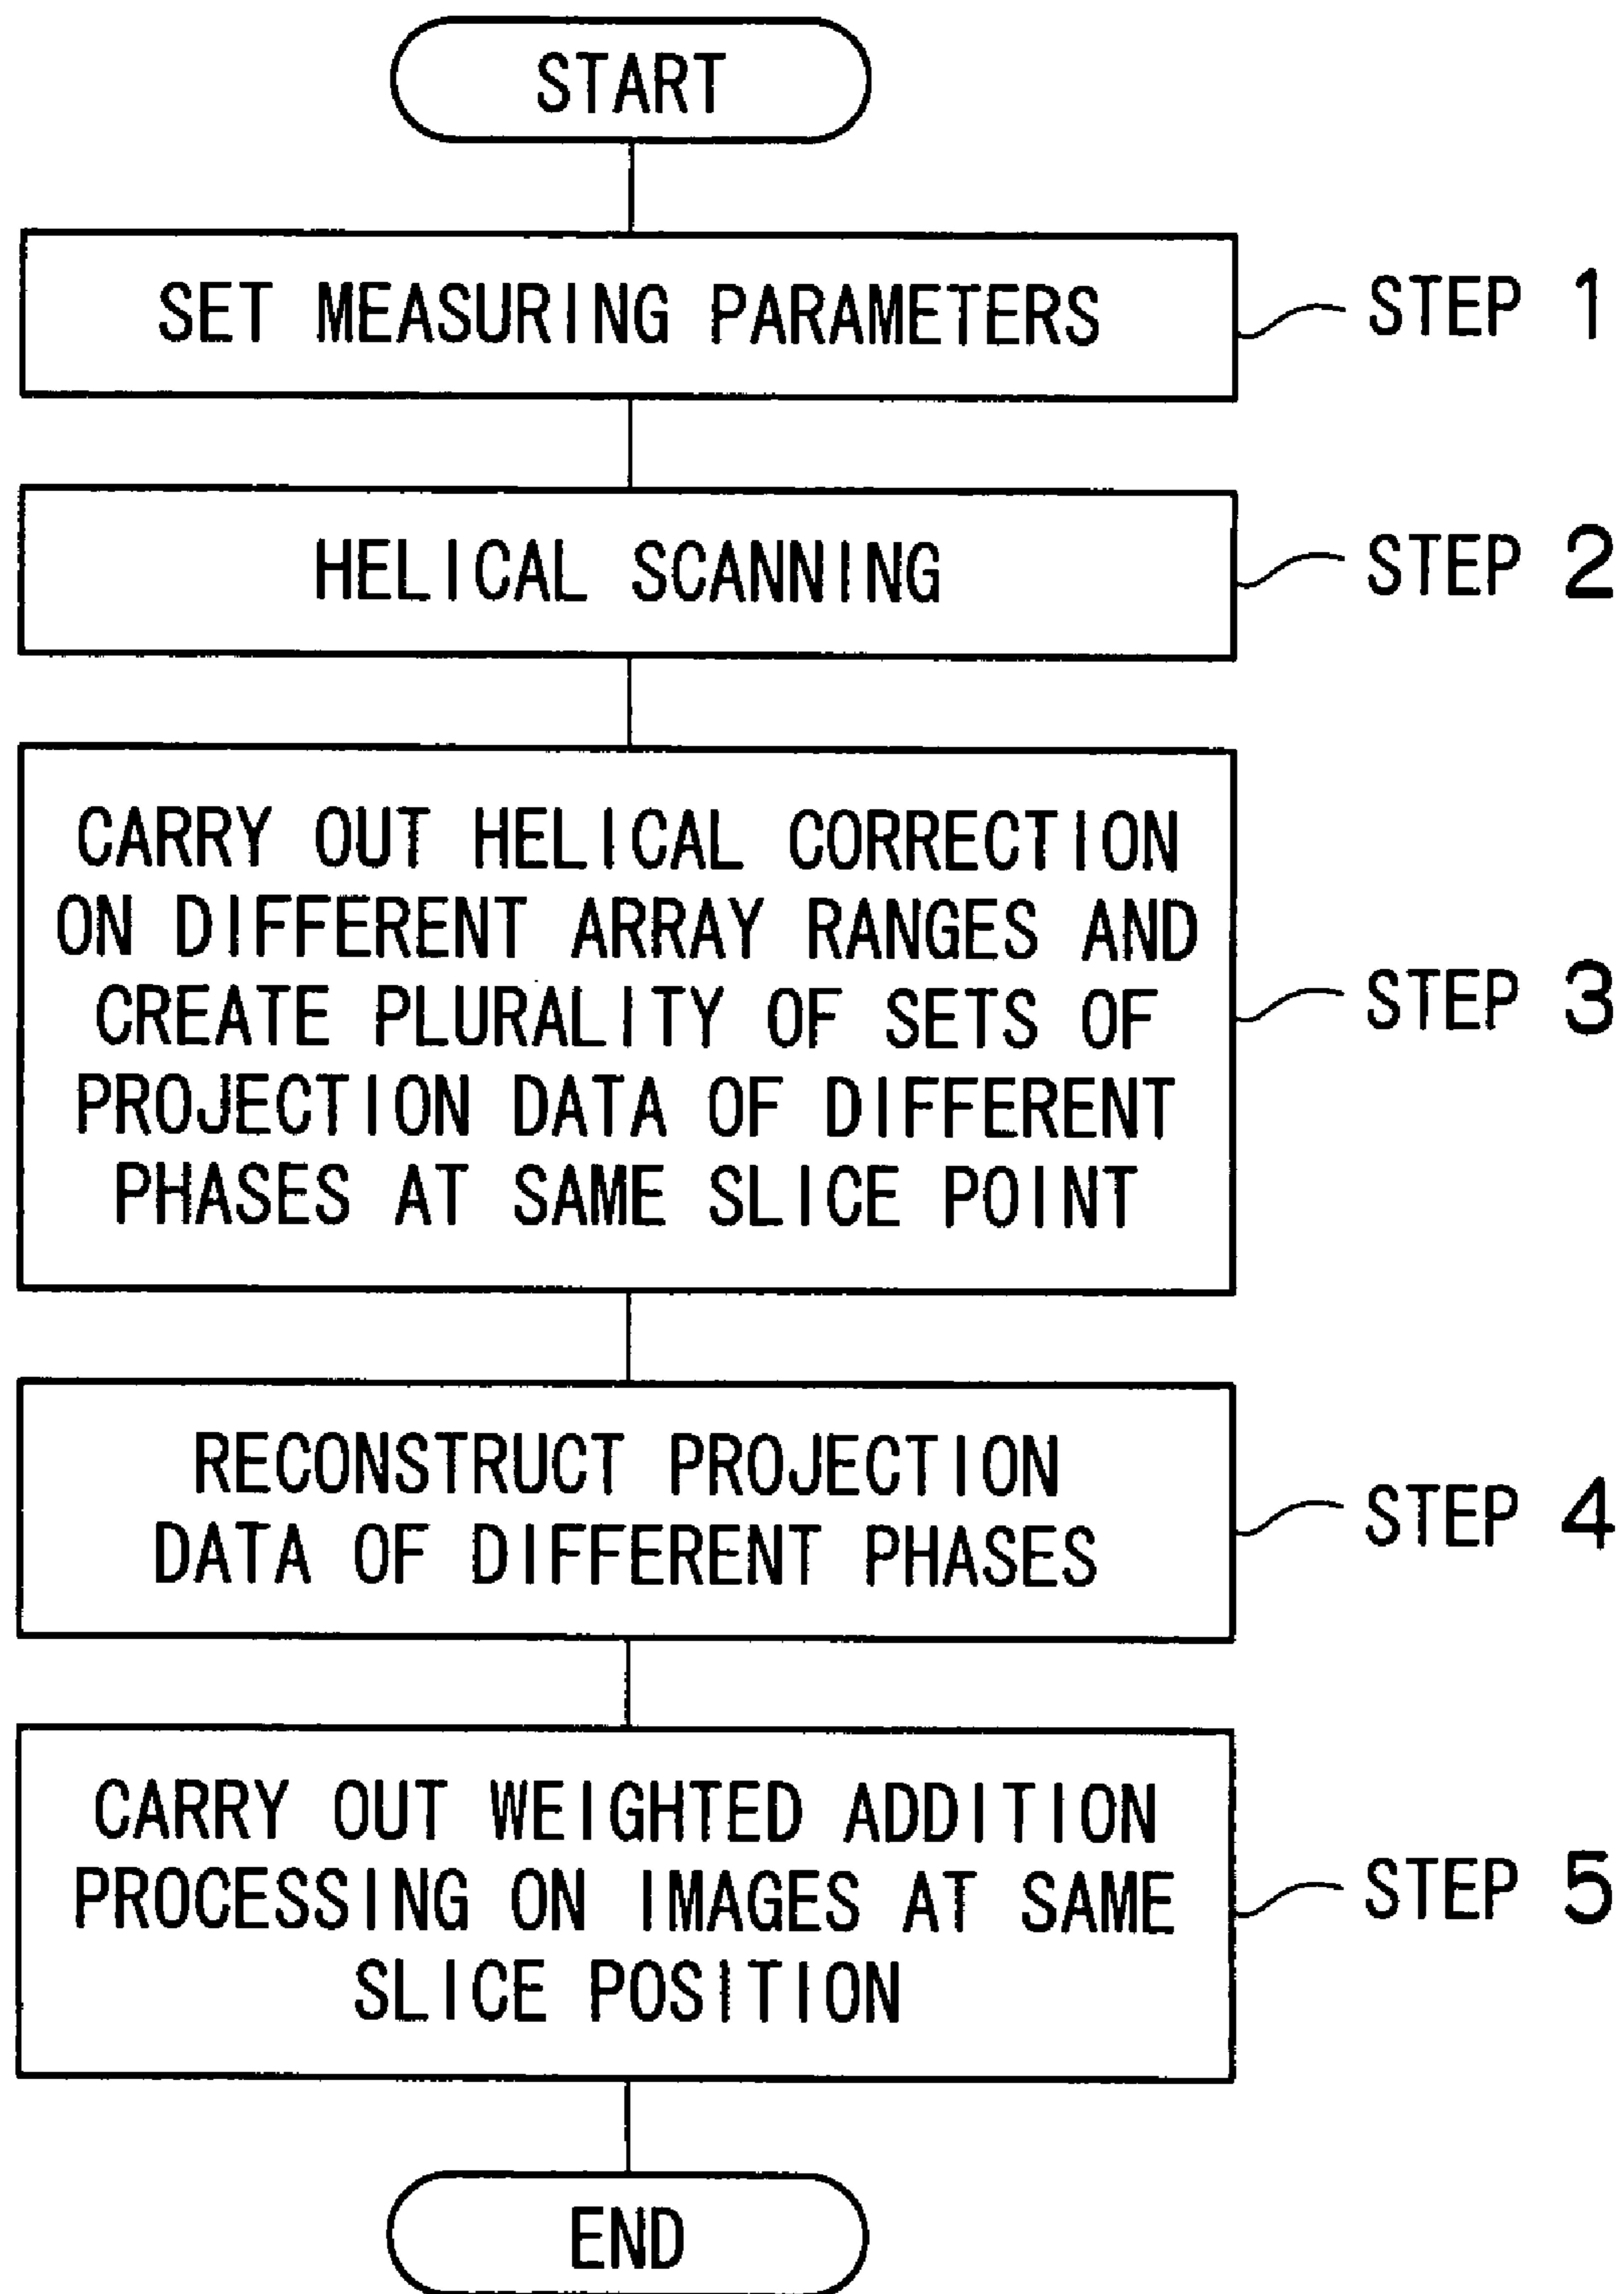 START
SET MEASURING PARAMETERS
STEP 1
HELICAL SCANNING
STEP 2
CARRY OUT HELICAL CORRECTION
ON DIFFERENT ARRAY RANGES AND
CREATE PLURALITY OF SETS OF
PROJECTION DATA OF DIFFERENT
PHASES AT SAME SLICE POINT
STEP 3
RECONSTRUCT PROJECTION
DATA OF DIFFERENT PHASES
STEP 4
CARRY OUT WEIGHTED ADDITION
PROCESSING ON IMAGES AT SAME
SLICE POSITION
STEP 5
END